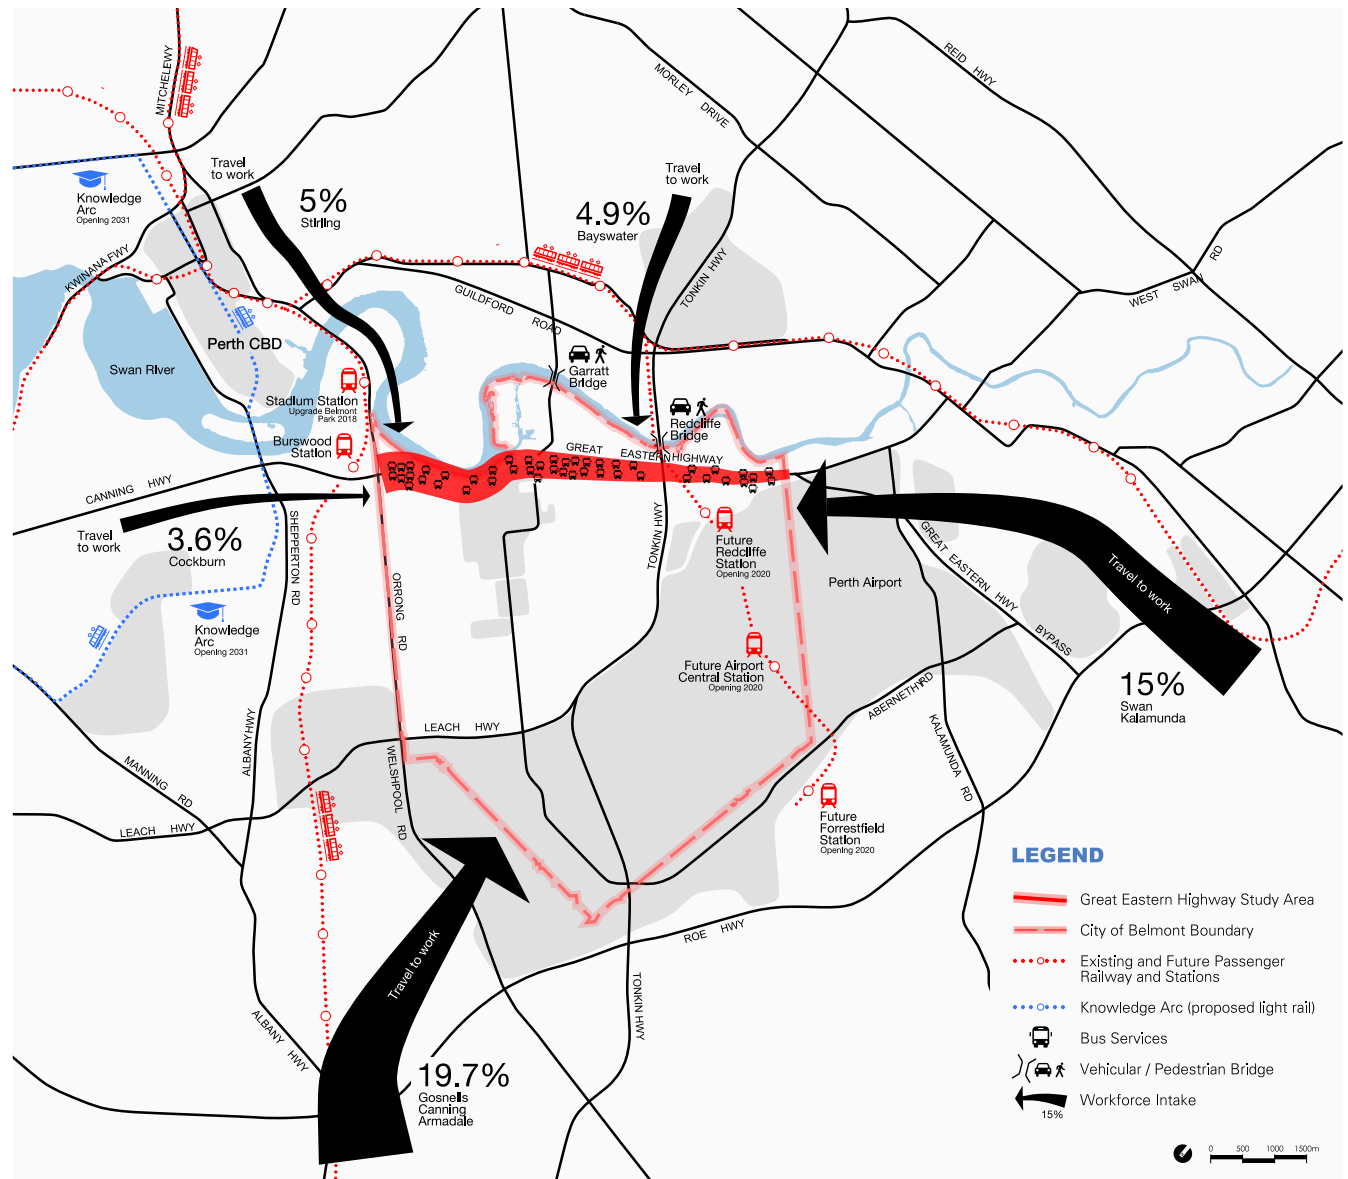 MITCHELEWY
REID HWY
MORLEY DRIVE
Travel
to work
5%
Stirling
Travel
to work
4.9%
Bayswater
Knowledge
Arc
Opening 2031
KWINANA FWY
TONKIN HWY
WEST SWAN RD
GUILDFORD ROAD
Perth CBD
Swan River
Garratt
Bridge
Stadium Station
Upgrade Belmont
Park 2018
Redcliffe
Bridge
Burswood
Station
GREAT EASTERN HIGHWAY
CANNING HWY
Travel
to work
3.6%
Cockburn
SHEPPERTON RD
TONKIN HWY
Future
Redcliffe
Station
Opening 2020
Perth Airport
GREAT EASTERN HWY BYPASS
Travel to work
15%
Swan
Kalamunda
ORRONG RD
Knowledge
Arc
Opening 2031
Future Airport
Central Station
Opening 2020
ABERNETHY RD
KALAMUNDA RD
LEACH HWY
ALBANY HWY
WELSHPOOL RD
MANNING RD
LEACH HWY
Future
Forrestfield
Station
Opening 2020
ROE HWY
Travel to work
TONKIN HWY
ALBANY HWY
19.7%
Gosnells
Canning
Armadale
LEGEND
Great Eastern Highway Study Area
City of Belmont Boundary
Existing and Future Passenger
Railway and Stations
Knowledge Arc (proposed light rail)
Bus Services
Vehicular / Pedestrian Bridge
Workforce Intake
15%
0 500 1000 1500m